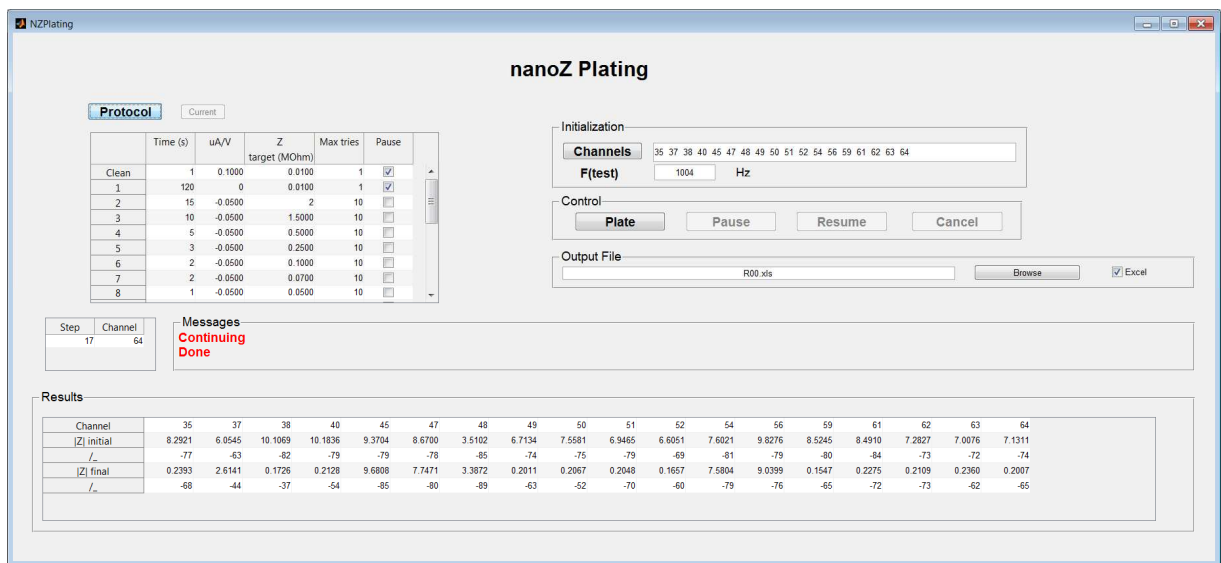 NZPlating
nanoZ Plating
Protocol Current
Time (s) uA/V Z target (MOhm) Max tries Pause
Clean 1 0.1000 0.0100 1
1 120 0 0.0100 1
2 15 -0.0500 2 10
3 10 -0.0500 1.5000 10
4 5 -0.0500 0.5000 10
5 3 -0.0500 0.2500 10
6 2 -0.0500 0.1000 10
7 2 -0.0500 0.0700 10
8 1 -0.0500 0.0500 10
Initialization
Channels 35 37 38 40 45 47 48 49 50 51 52 54 56 59 61 62 63 64
F(test) 1004 Hz
Control
Plate Pause Resume Cancel
Output File
R00.xls Browse Excel
Step Channel
17 64
Messages
Continuing
Done
Results
Channel 35 37 38 40 45 47 48 49 50 51 52 54 56 59 61 62 63 64
|Z| initial 8.2921 6.0545 10.1069 10.1836 9.3704 8.6700 3.5102 6.7134 7.5581 6.9465 6.6051 7.6021 9.8276 8.5245 8.4910 7.2827 7.0076 7.1311
/_ -77 -63 -82 -79 -79 -78 -85 -74 -75 -79 -69 -81 -79 -80 -84 -73 -72 -74
|Z| final 0.2393 2.6141 0.1726 0.2128 9.6808 7.7471 3.3872 0.2011 0.2067 0.2048 0.1657 7.5804 9.0399 0.1547 0.2275 0.2109 0.2360 0.2007
/_ -68 -44 -37 -54 -85 -80 -89 -63 -52 -70 -60 -79 -76 -65 -72 -73 -62 -65